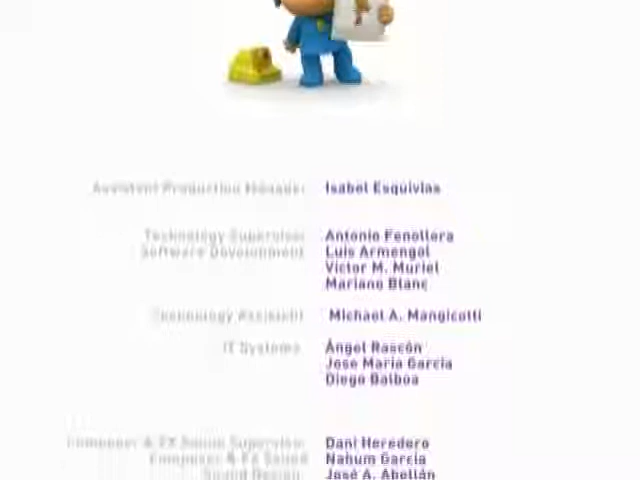 Assistant Production Manager Isabel Esquivias
Technology Supervisor Antonio Fenollera
Software Development Luis Armengol
Victor M. Muriel
Mariano Blanc
Technology Assistant Michael A. Mangicotti
IT Systems Ángel Rascón
Jose Maria Garcia
Diego Balboa
Composer & FX Sound Supervisor Dani Heredero
Composer & FX Sound Nahum Garcia
Sound Design José A. Abellán